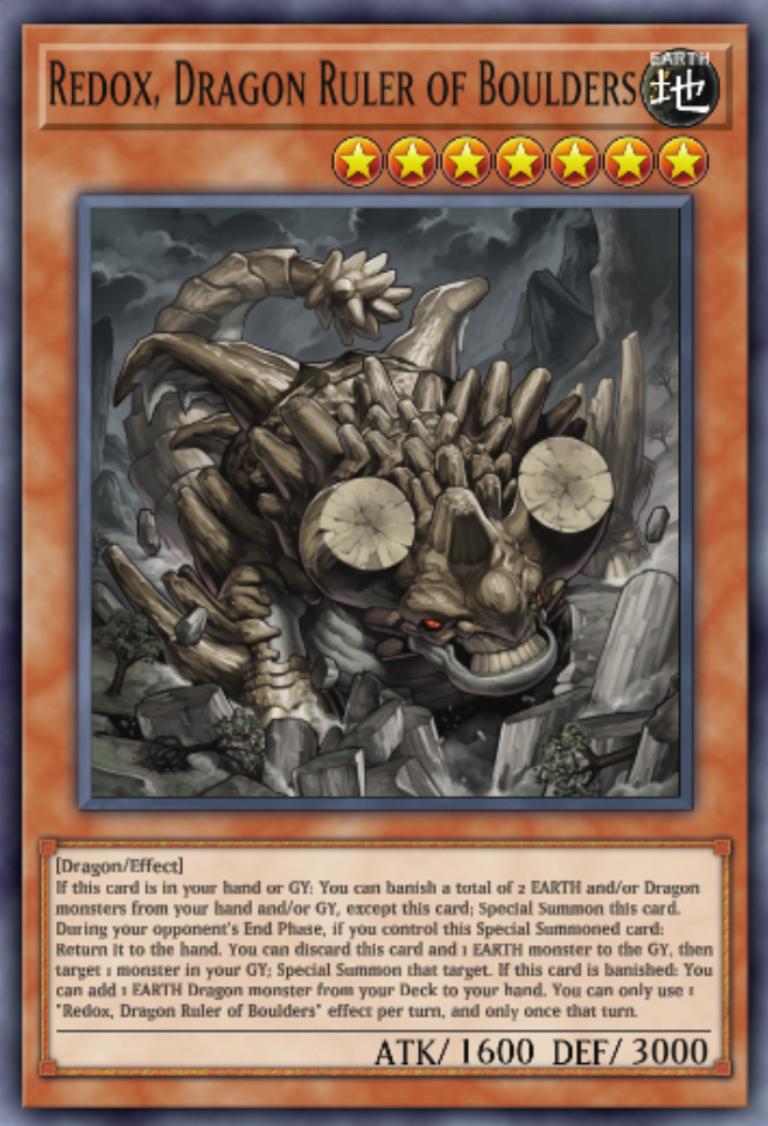 Redox, Dragon Ruler of Boulders
EARTH
地
[Dragon/Effect]
If this card is in your hand or GY: You can banish a total of 2 EARTH and/or Dragon
monsters from your hand and/or GY, except this card; Special Summon this card.
During your opponent's End Phase, if you control this Special Summoned card:
Return it to the hand. You can discard this card and 1 EARTH monster to the GY, then
target 1 monster in your GY; Special Summon that target. If this card is banished: You
can add 1 EARTH Dragon monster from your Deck to your hand. You can only use 1
"Redox, Dragon Ruler of Boulders" effect per turn, and only once that turn.
ATK/ 1600 DEF/ 3000